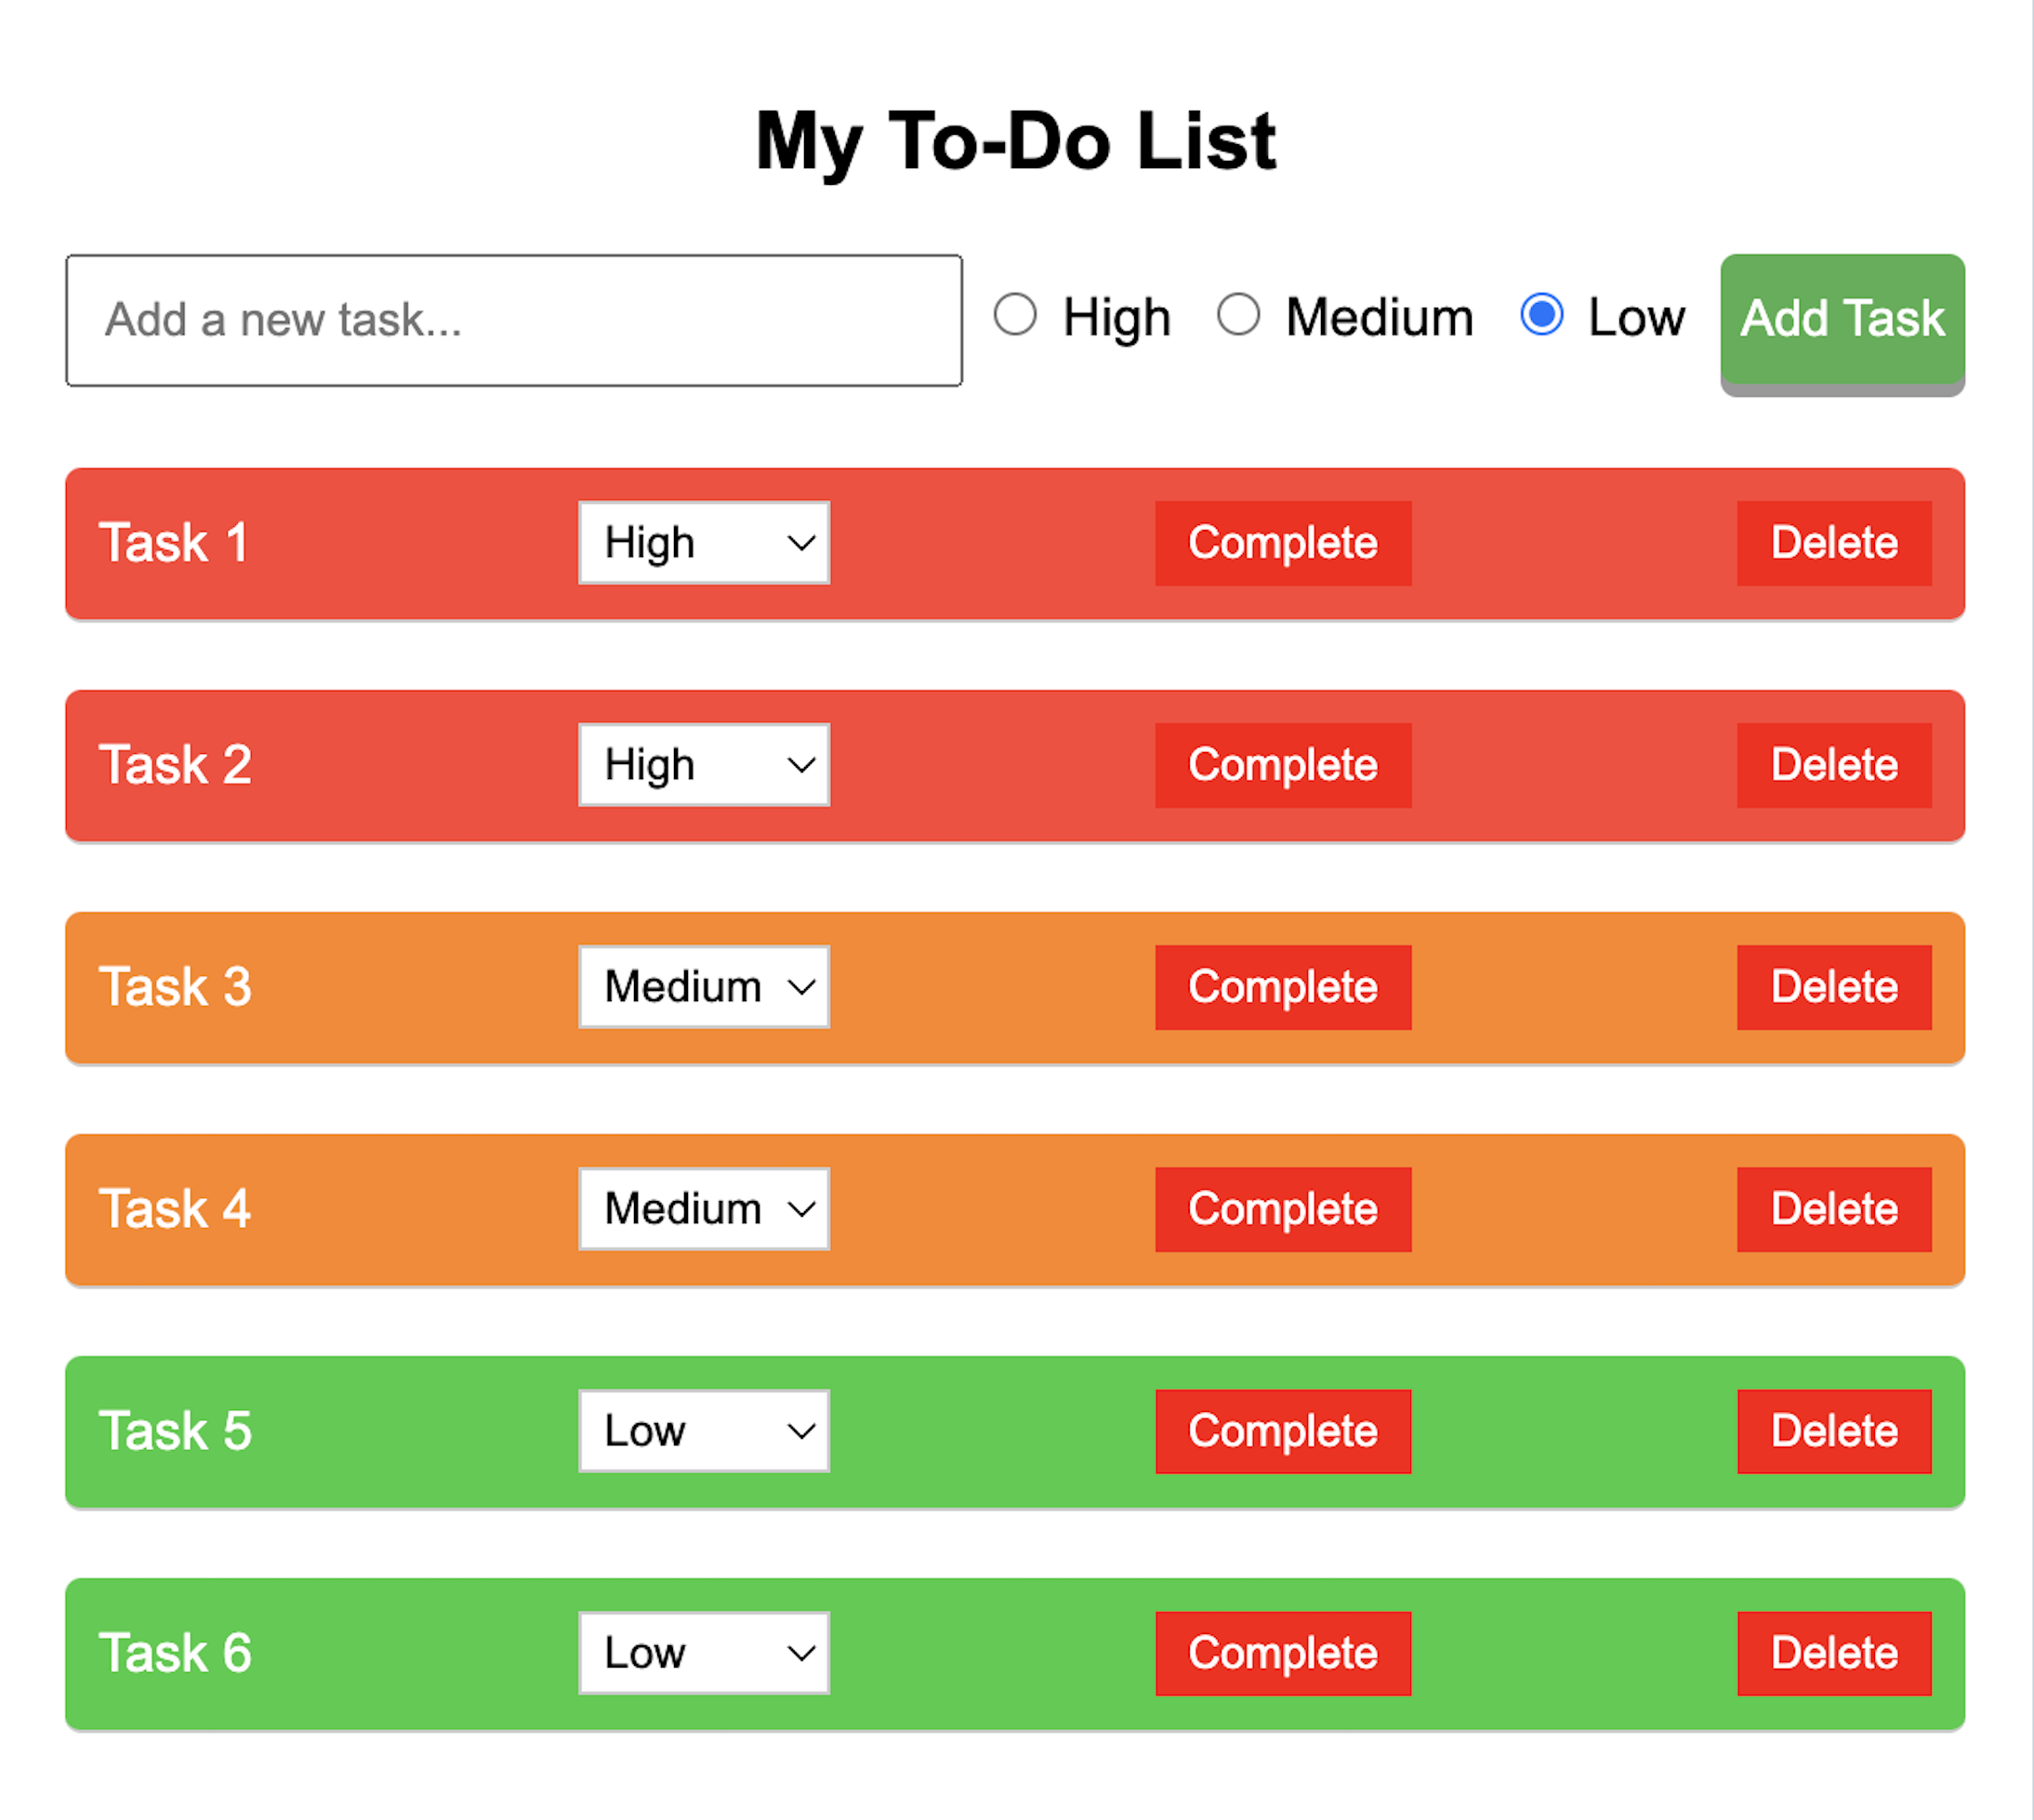 My To-Do List
Add a new task... High Medium Low Add Task
Task 1 High Complete Delete
Task 2 High Complete Delete
Task 3 Medium Complete Delete
Task 4 Medium Complete Delete
Task 5 Low Complete Delete
Task 6 Low Complete Delete